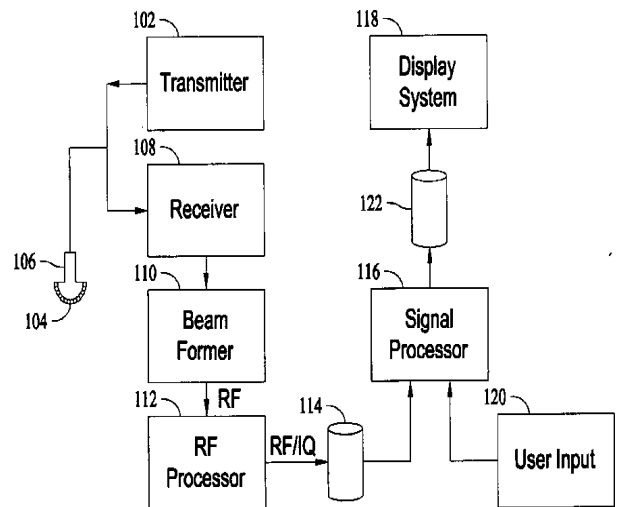 102
Transmitter
108
Receiver
106
104
110
Beam
Former
RF
112
RF
Processor
RF/IQ
114
118
Display
System
122
116
Signal
Processor
120
User Input